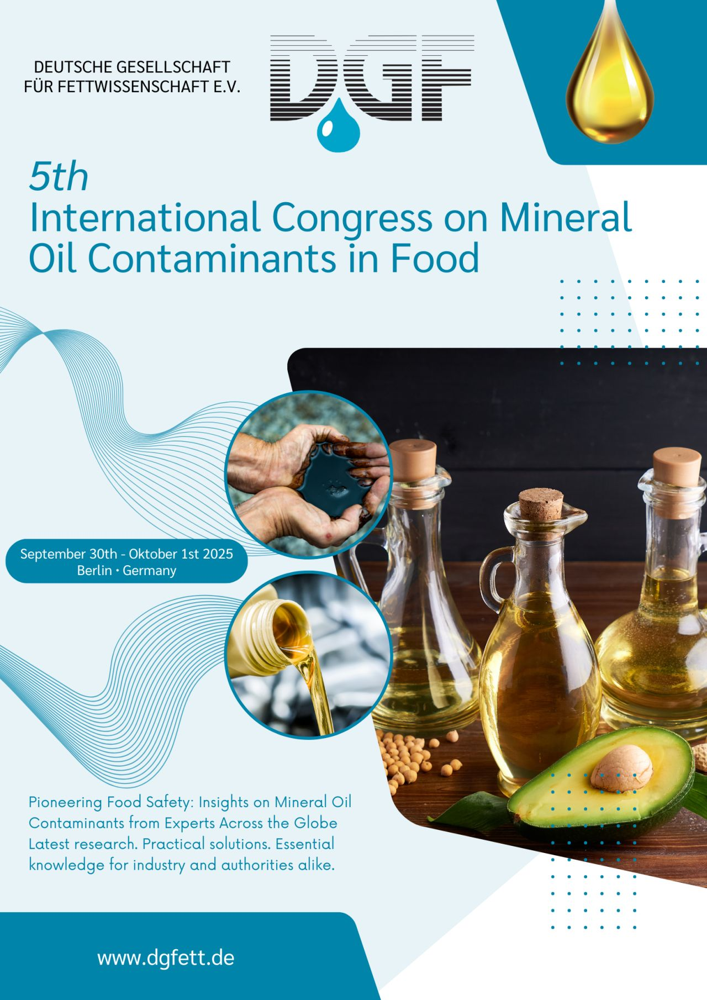 DEUTSCHE GESELLSCHAFT
FÜR FETTWISSENSCHAFT E.V.
DGF
5th
International Congress on Mineral
Oil Contaminants in Food
September 30th - Oktober 1st 2025
Berlin • Germany
Pioneering Food Safety: Insights on Mineral Oil
Contaminants from Experts Across the Globe
Latest research. Practical solutions. Essential
knowledge for industry and authorities alike.
www.dgfett.de